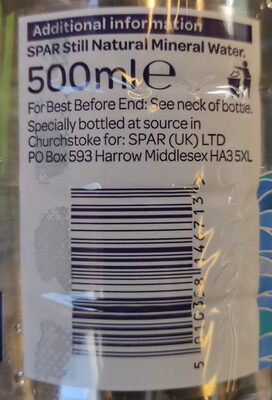 Additional information
SPAR Still Natural Mineral Water.
500ml℮
For Best Before End: See neck of bottle.
Specially bottled at source in
Churchstoke for: SPAR (UK) LTD
PO Box 593 Harrow Middlesex HA3 5XL